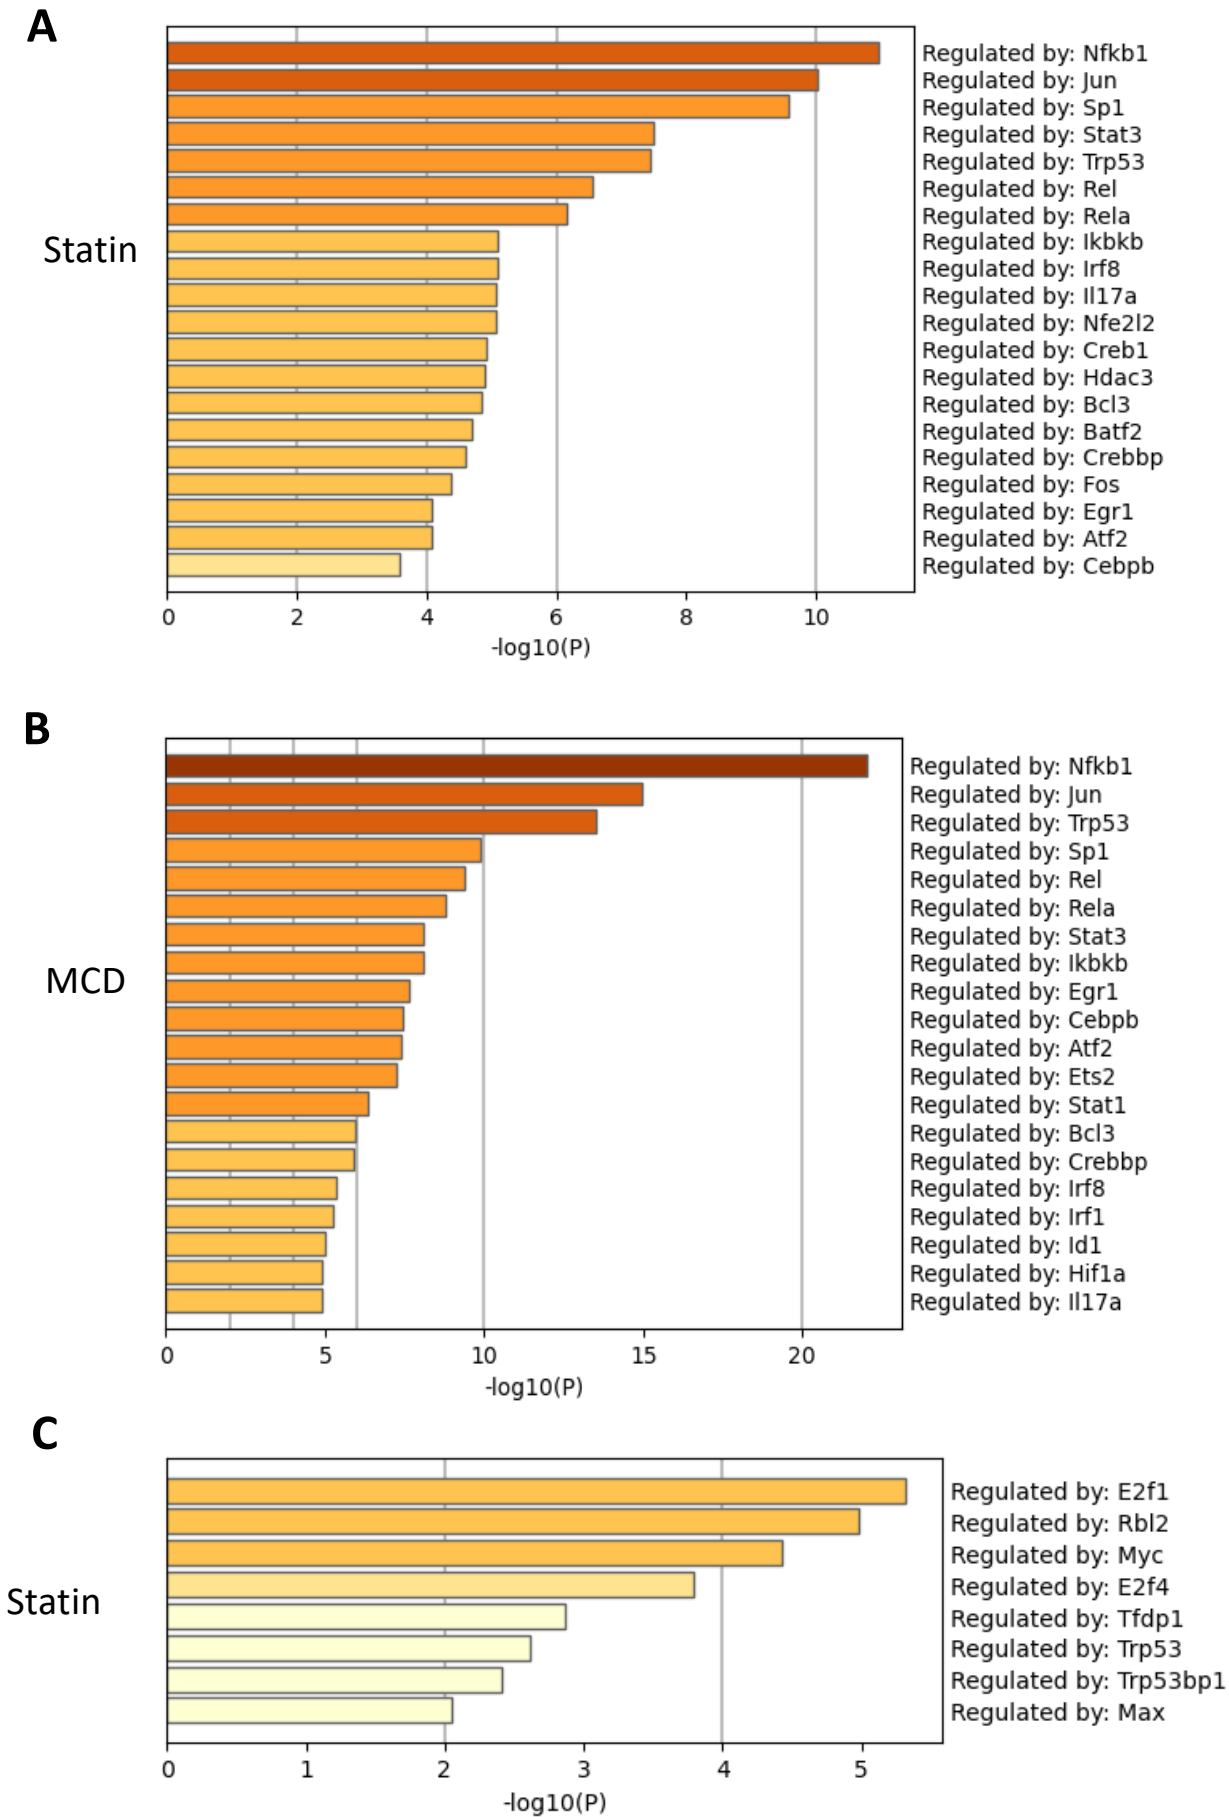 A
Regulated by: Nfkb1
Regulated by: Jun
Regulated by: Sp1
Regulated by: Stat3
Regulated by: Trp53
Regulated by: Rel
Regulated by: Rela
Statin
Regulated by: Ikbkb
Regulated by: Irf8
Regulated by: Il17a
Regulated by: Nfe2l2
Regulated by: Creb1
Regulated by: Hdac3
Regulated by: Bcl3
Regulated by: Batf2
Regulated by: Crebbp
Regulated by: Fos
Regulated by: Egr1
Regulated by: Atf2
Regulated by: Cebpb
0 2 4 6 8 10
-log10(P)
B
Regulated by: Nfkb1
Regulated by: Jun
Regulated by: Trp53
Regulated by: Sp1
Regulated by: Rel
Regulated by: Rela
Regulated by: Stat3
Regulated by: Ikbkb
MCD
Regulated by: Egr1
Regulated by: Cebpb
Regulated by: Atf2
Regulated by: Ets2
Regulated by: Stat1
Regulated by: Bcl3
Regulated by: Crebbp
Regulated by: Irf8
Regulated by: Irf1
Regulated by: Id1
Regulated by: Hif1a
Regulated by: Il17a
0 5 10 15 20
-log10(P)
C
Regulated by: E2f1
Regulated by: Rbl2
Regulated by: Myc
Regulated by: E2f4
Statin
Regulated by: Tfdp1
Regulated by: Trp53
Regulated by: Trp53bp1
Regulated by: Max
0 1 2 3 4 5
-log10(P)